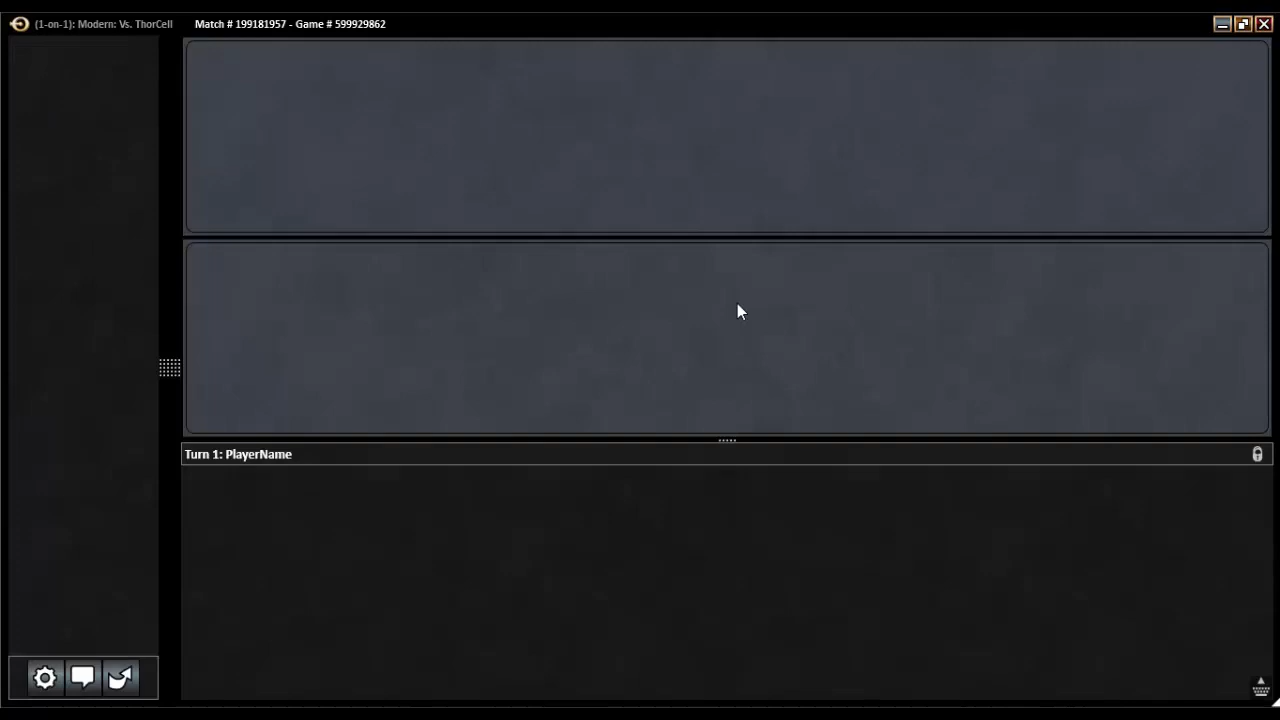 (1-on-1): Modern: Vs. ThorCell Match # 199181957 - Game # 599929862
Turn 1: PlayerName